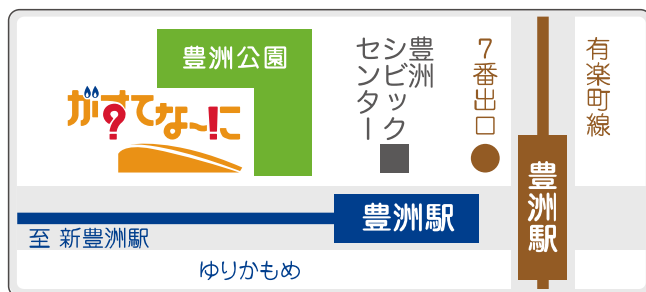 豊洲公園
が?すてな〜!に
豊洲
シビック
センター
7番出口
有楽町線
豊洲駅
豊洲駅
至 新豊洲駅
ゆりかもめ